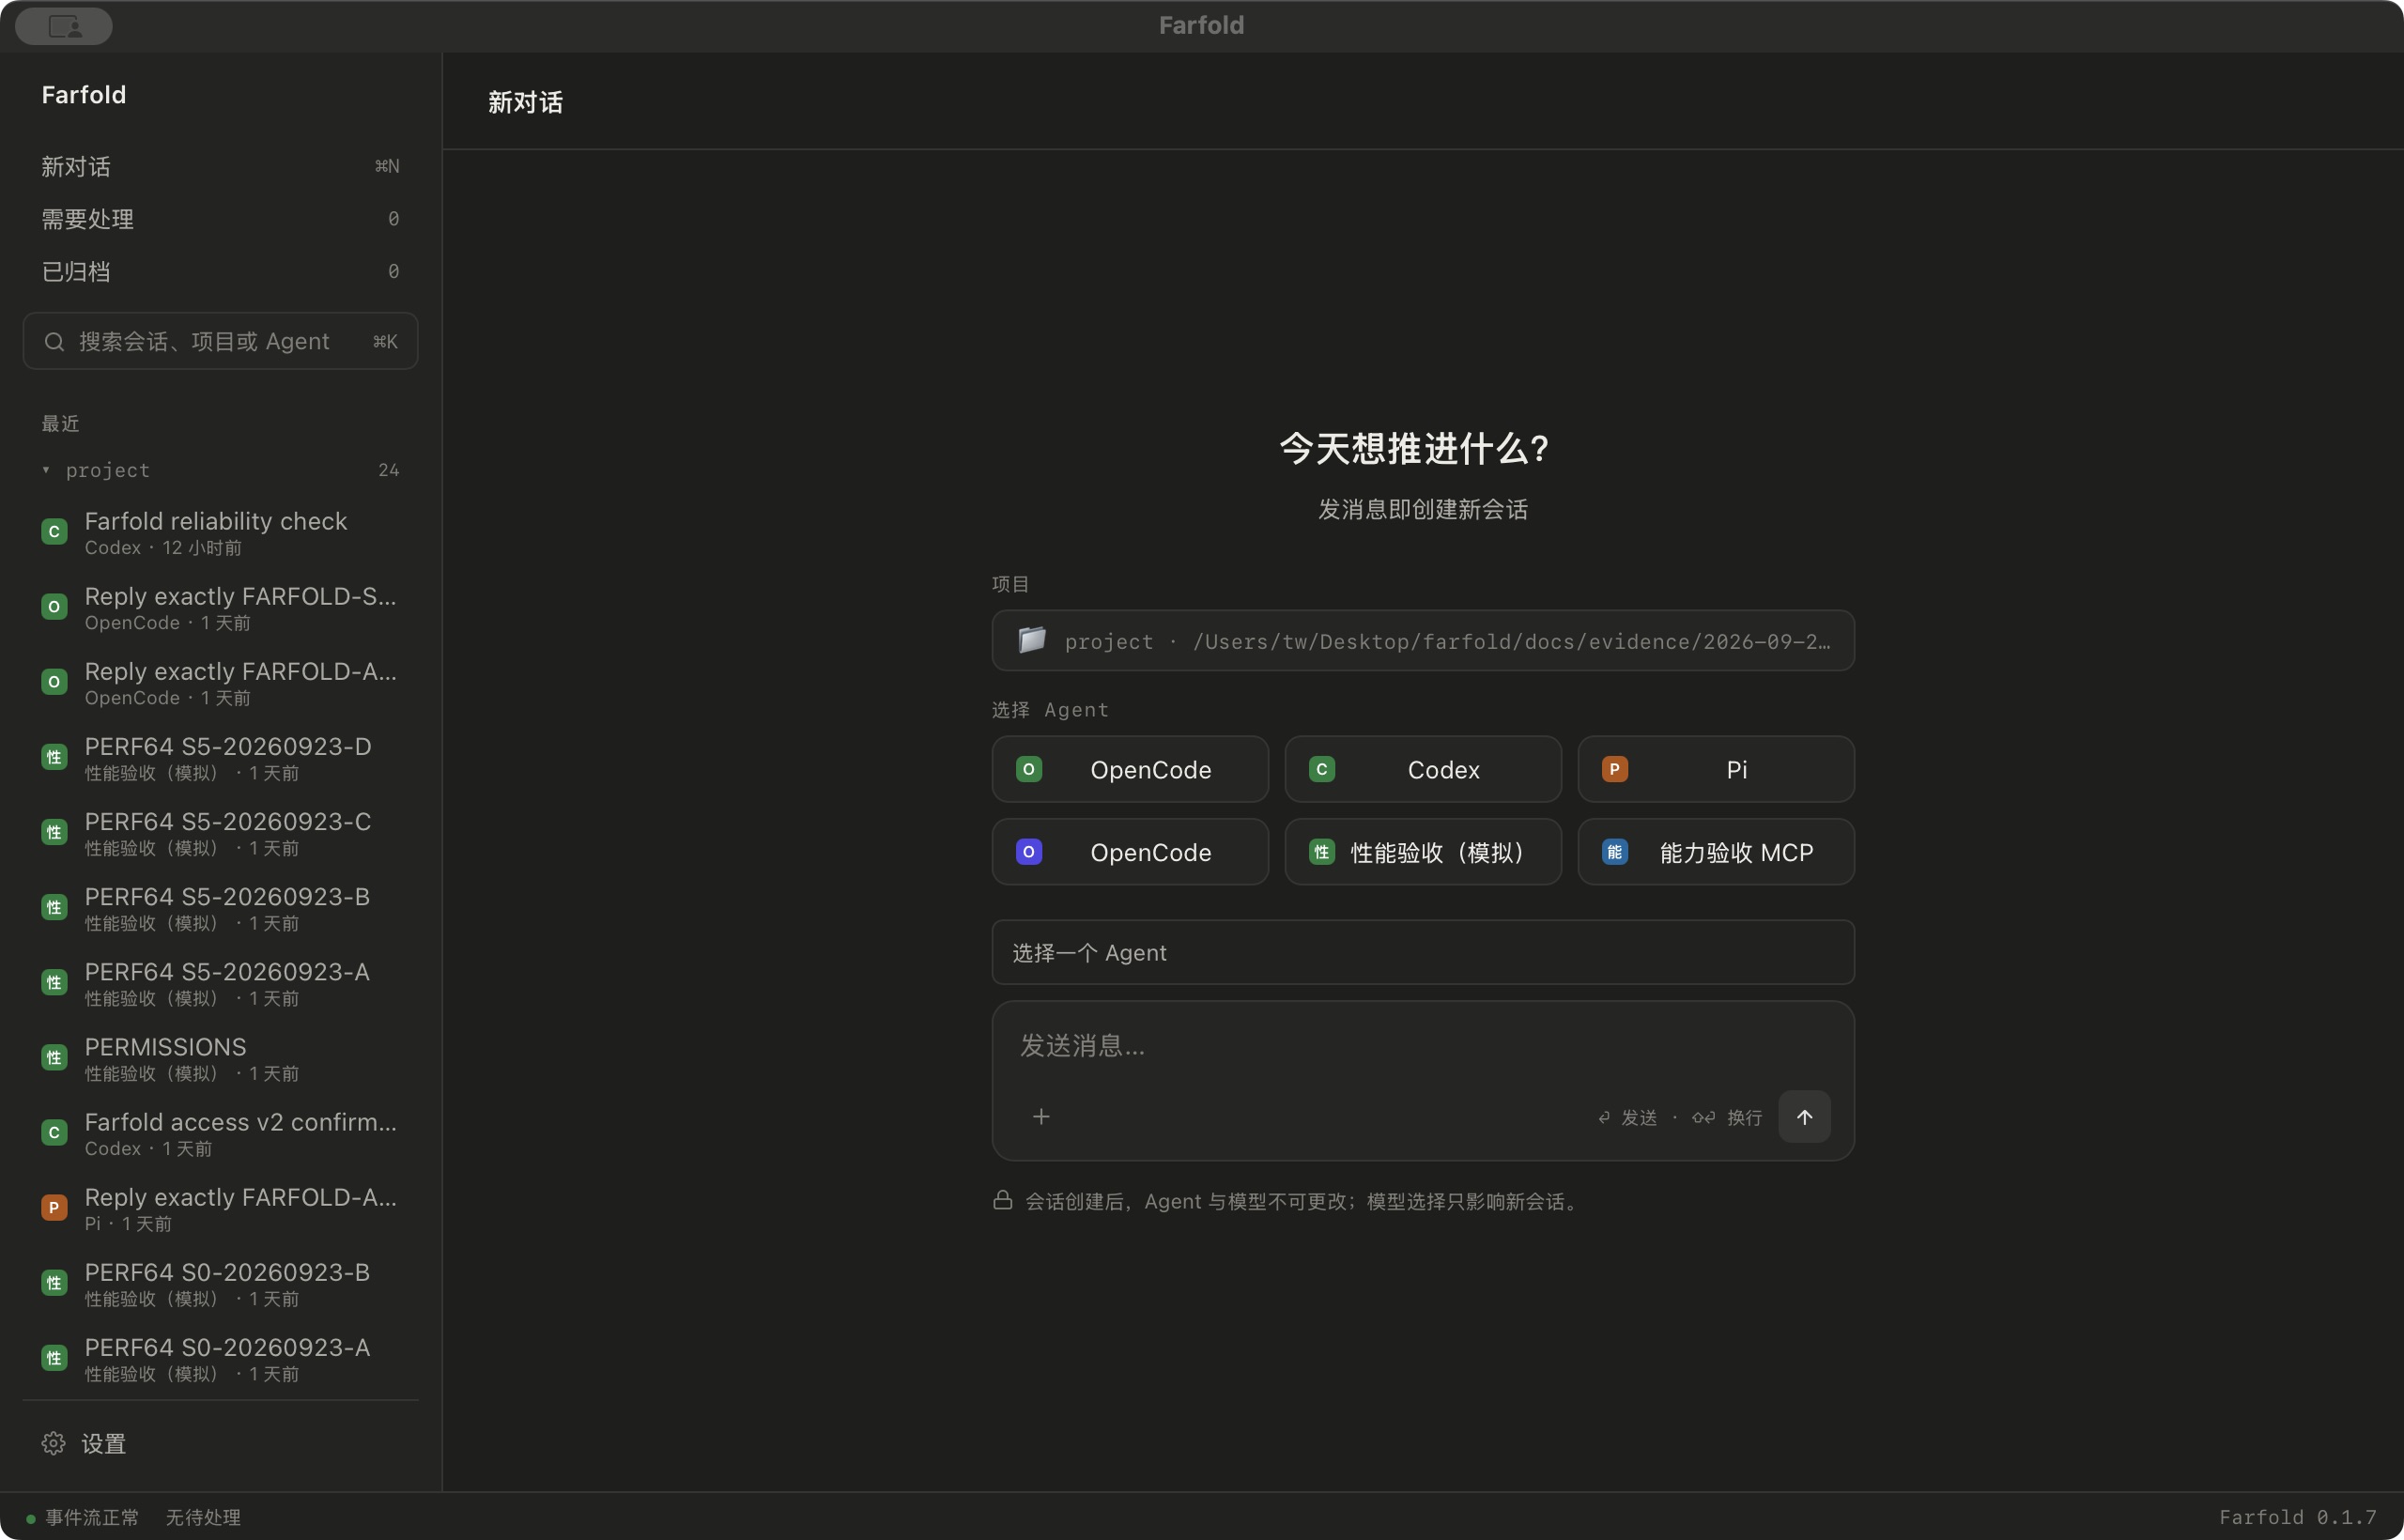 Farfold
Farfold
新对话 ⌘N
需要处理 0
已归档 0
搜索会话、项目或 Agent ⌘K
最近
project 24
C Farfold reliability check
Codex · 12 小时前
O Reply exactly FARFOLD-S...
OpenCode · 1 天前
O Reply exactly FARFOLD-A...
OpenCode · 1 天前
性 PERF64 S5-20260923-D
性能验收（模拟） · 1 天前
性 PERF64 S5-20260923-C
性能验收（模拟） · 1 天前
性 PERF64 S5-20260923-B
性能验收（模拟） · 1 天前
性 PERF64 S5-20260923-A
性能验收（模拟） · 1 天前
性 PERMISSIONS
性能验收（模拟） · 1 天前
C Farfold access v2 confirm...
Codex · 1 天前
P Reply exactly FARFOLD-A...
Pi · 1 天前
性 PERF64 S0-20260923-B
性能验收（模拟） · 1 天前
性 PERF64 S0-20260923-A
性能验收（模拟） · 1 天前
设置
新对话
今天想推进什么？
发消息即创建新会话
项目
project · /Users/tw/Desktop/farfold/docs/evidence/2026-09-2…
选择 Agent
O OpenCode C Codex P Pi
O OpenCode 性 性能验收（模拟） 能 能力验收 MCP
选择一个 Agent
发送消息...
+ ⏎ 发送 · ⇧⏎ 换行 ↑
会话创建后，Agent 与模型不可更改；模型选择只影响新会话。
事件流正常 无待处理 Farfold 0.1.7